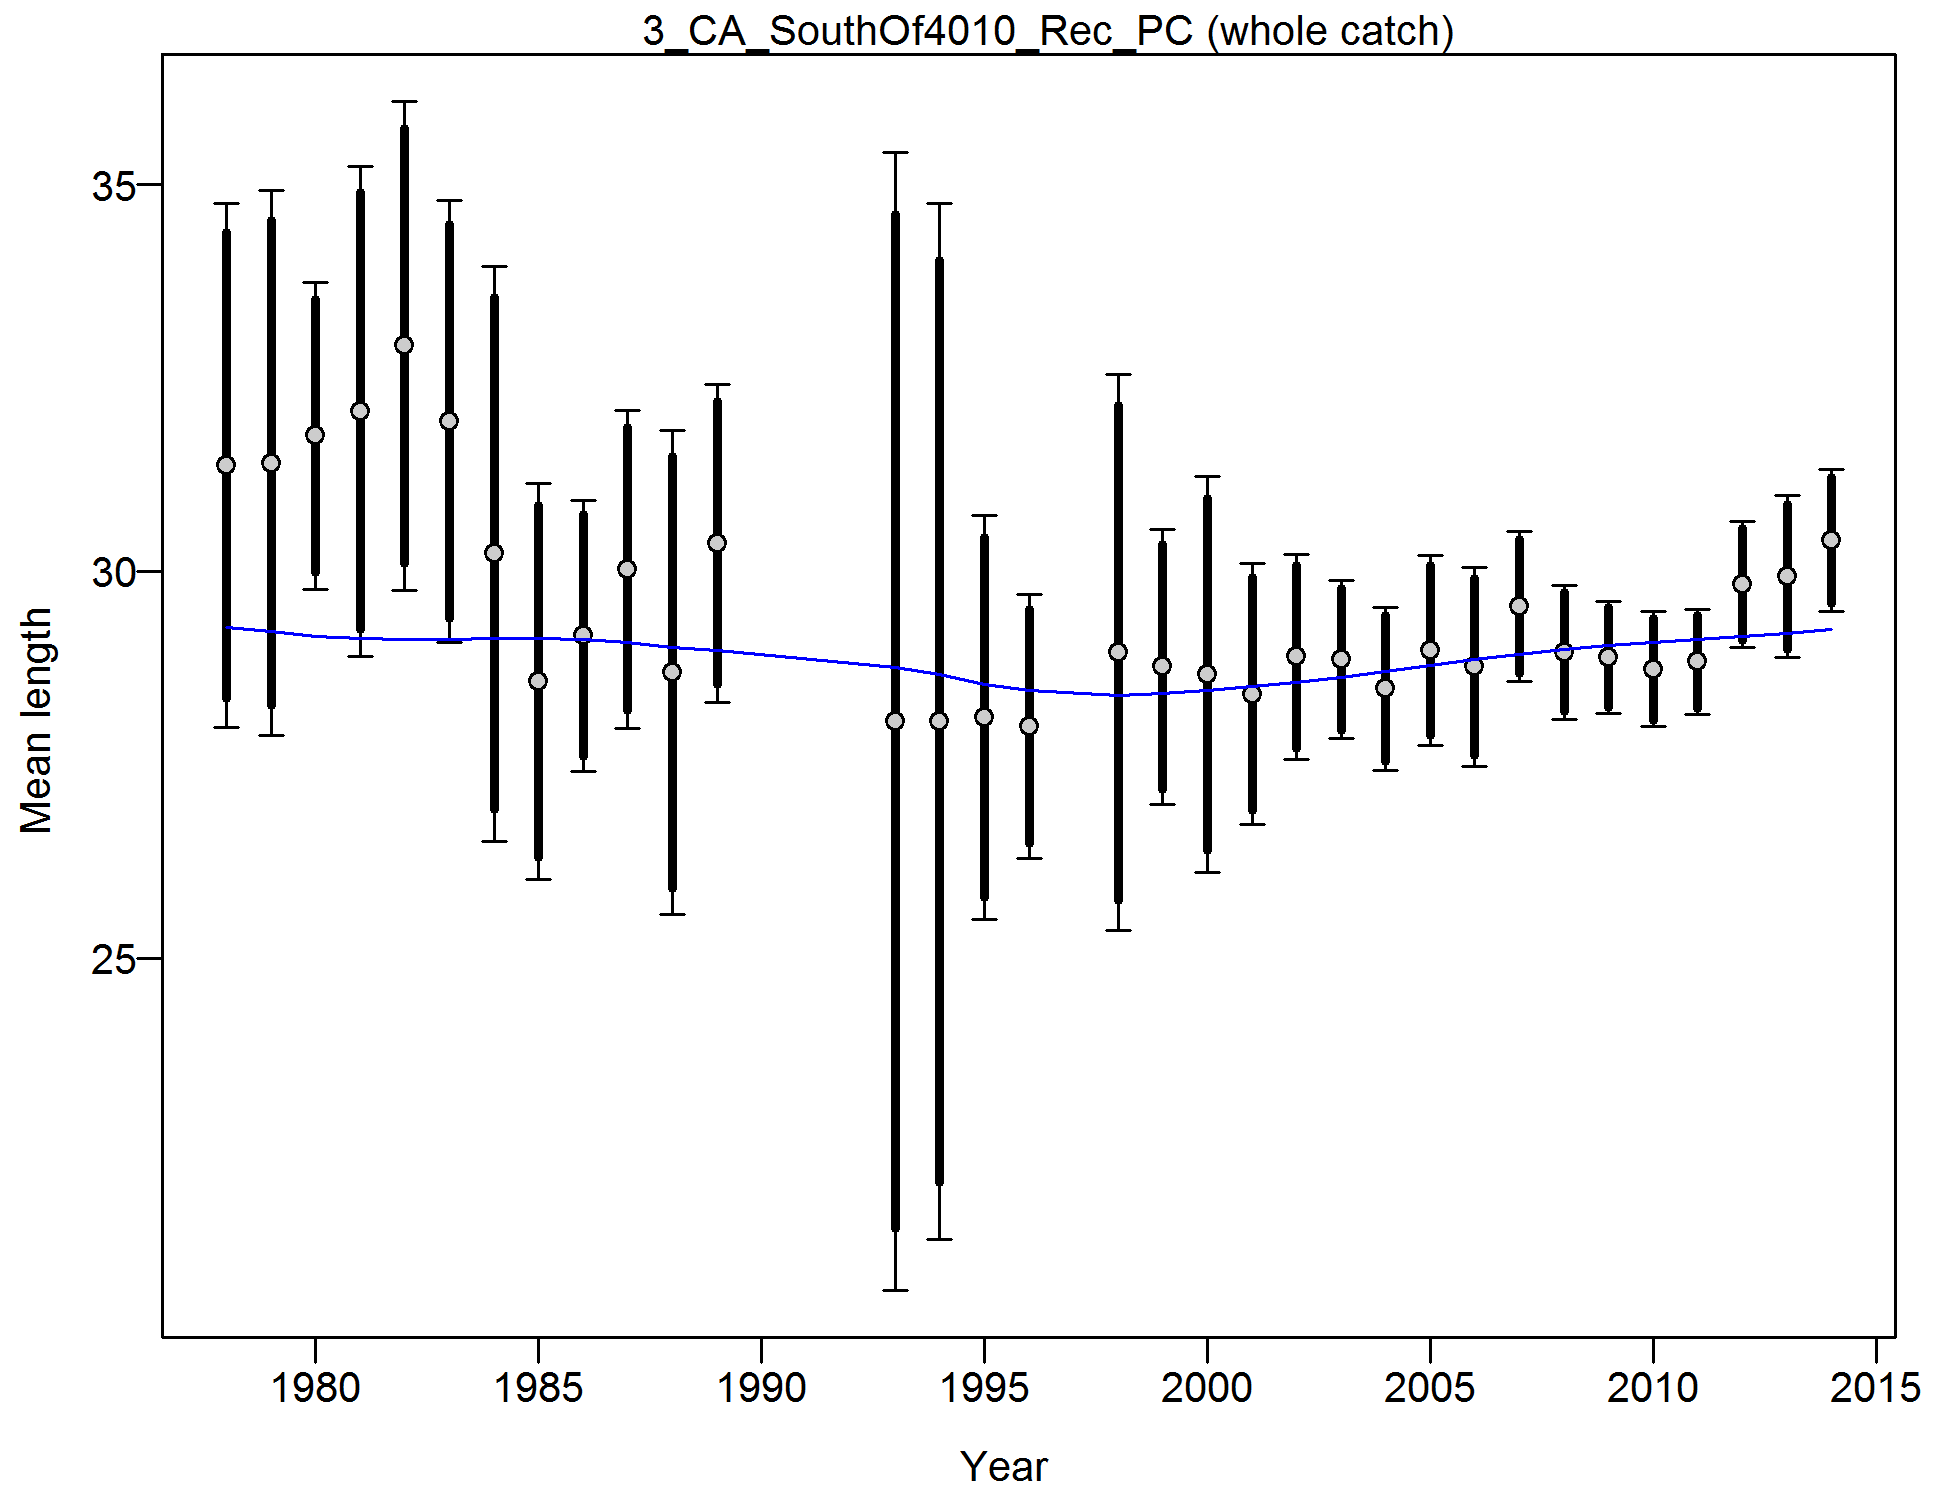 3_CA_SouthOf4010_Rec_PC (whole catch)
35
30
25
Mean length
1980 1985 1990 1995 2000 2005 2010 2015
Year